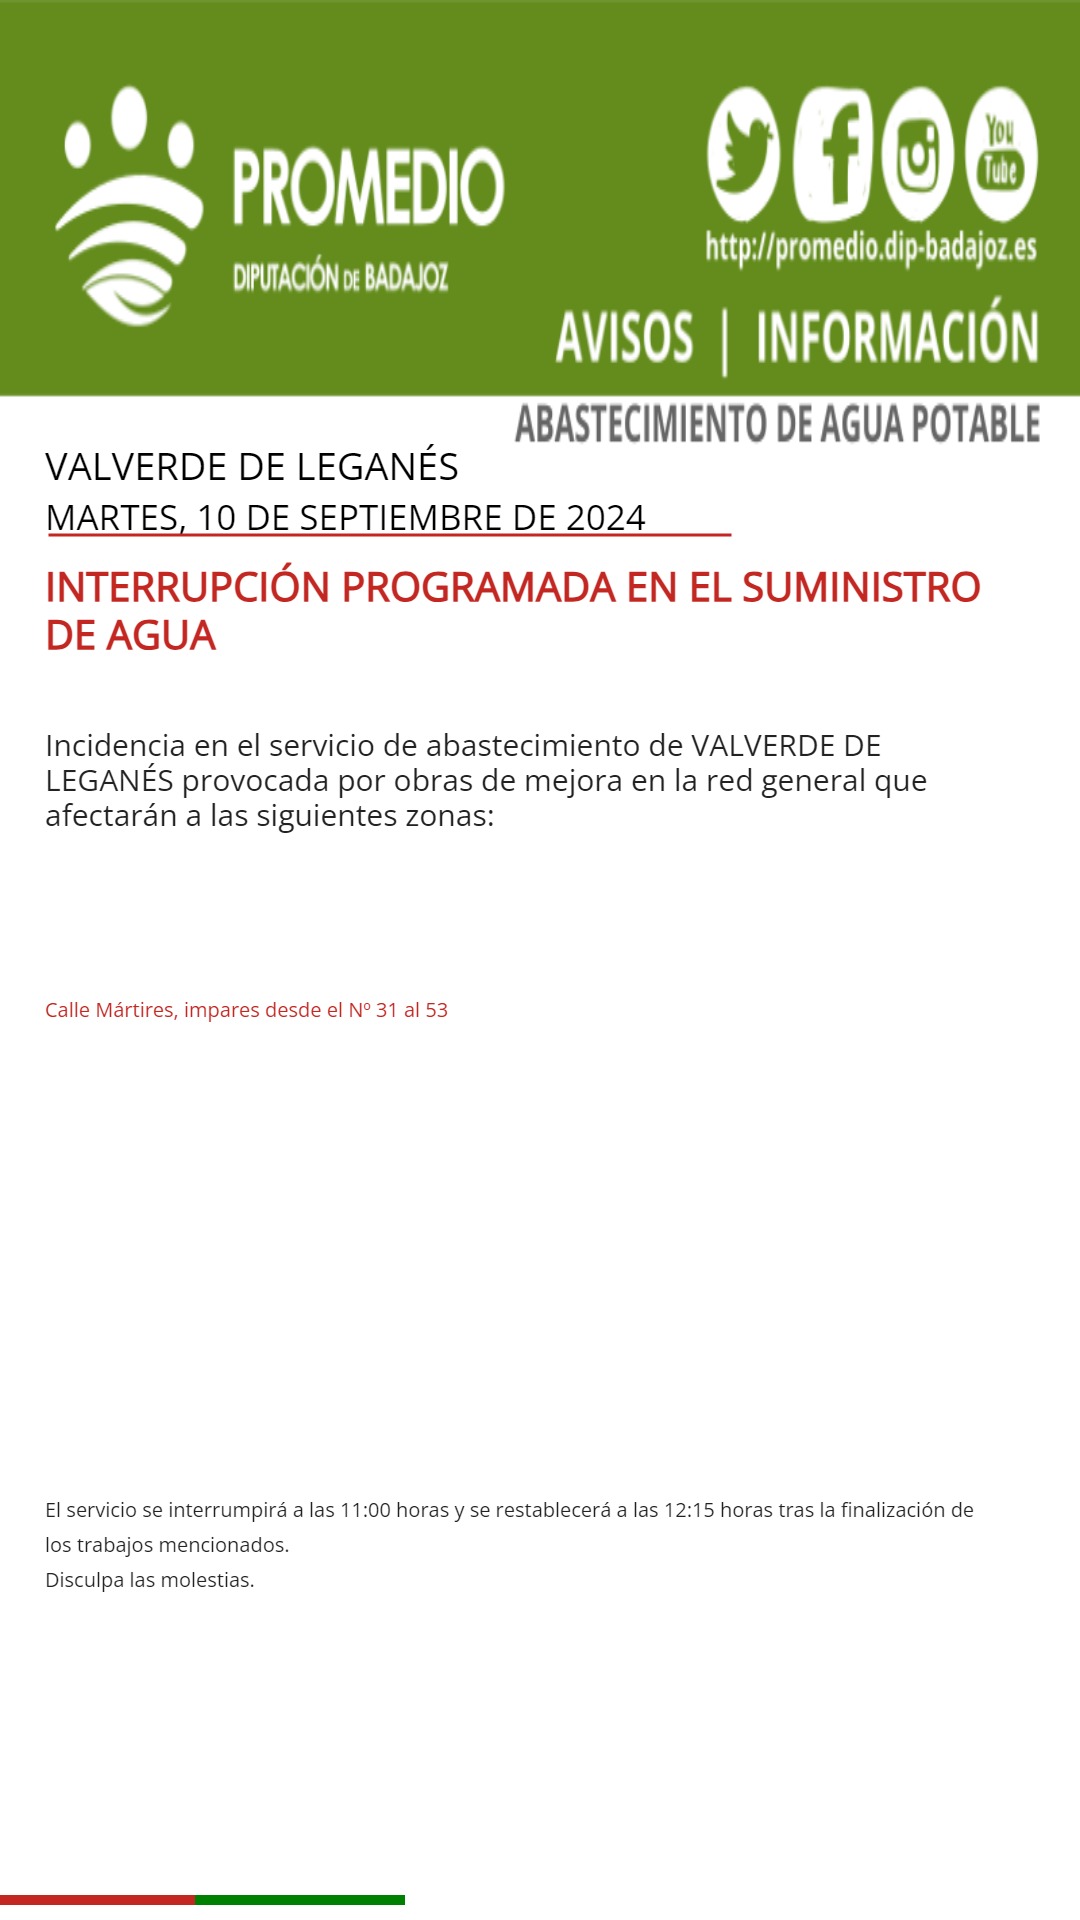 PROMEDIO
DIPUTACIÓN DE BADAJOZ
You
Tube
http://promedio.dip-badajoz.es
AVISOS | INFORMACIÓN
ABASTECIMIENTO DE AGUA POTABLE
VALVERDE DE LEGANÉS
MARTES, 10 DE SEPTIEMBRE DE 2024
INTERRUPCIÓN PROGRAMADA EN EL SUMINISTRO
DE AGUA
Incidencia en el servicio de abastecimiento de VALVERDE DE
LEGANÉS provocada por obras de mejora en la red general que
afectarán a las siguientes zonas:
Calle Mártires, impares desde el Nº 31 al 53
El servicio se interrumpirá a las 11:00 horas y se restablecerá a las 12:15 horas tras la finalización de
los trabajos mencionados.
Disculpa las molestias.